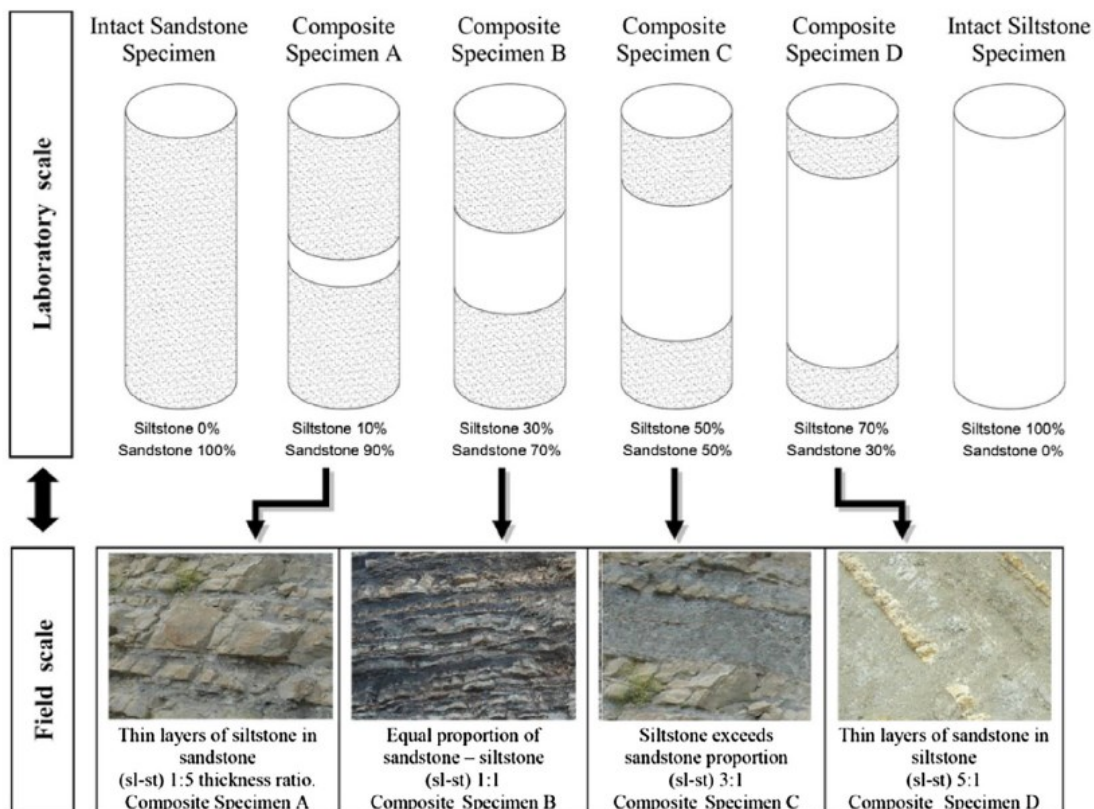 Laboratory scale
Intact Sandstone
Specimen
Composite
Specimen A
Composite
Specimen B
Composite
Specimen C
Composite
Specimen D
Intact Siltstone
Specimen
Siltstone 0%
Sandstone 100%
Siltstone 10%
Sandstone 90%
Siltstone 30%
Sandstone 70%
Siltstone 50%
Sandstone 50%
Siltstone 70%
Sandstone 30%
Siltstone 100%
Sandstone 0%
Field scale
Thin layers of siltstone in
sandstone
(sl-st) 1:5 thickness ratio.
Composite Specimen A
Equal proportion of
sandstone – siltstone
(sl-st) 1:1
Composite Specimen B
Siltstone exceeds
sandstone proportion
(sl-st) 3:1
Composite Specimen C
Thin layers of sandstone in
siltstone
(sl-st) 5:1
Composite Specimen D